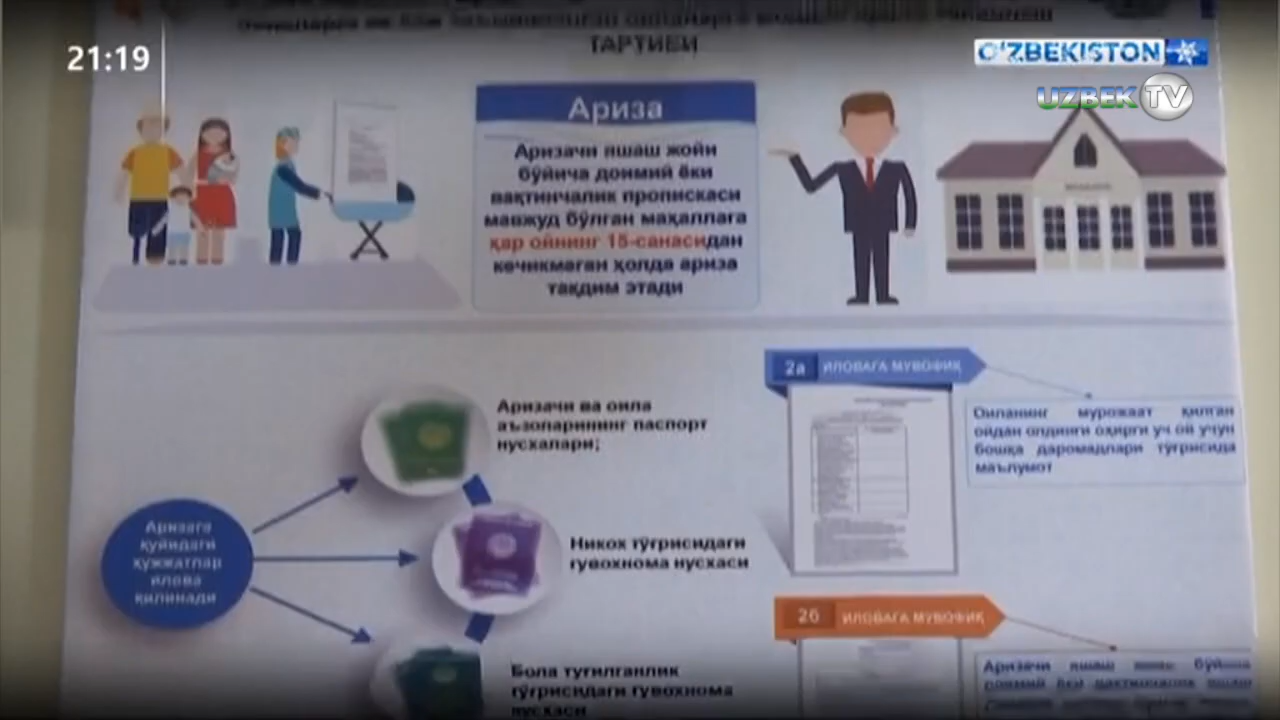 21:19
O‘ZBEKISTON
UZBEK TV
ТАРТИБИ
Ариза
Аризачи яшаш жойи
бўйича доимий ёки
вақтинчалик прописκаси
мавжуд бўлган маҳаллага
ҳар ойнинг 15-санасидан
кечикмаган ҳолда ариза
тақдим этади
2а ИЛОВАГА МУВОФИҚ
Оиланинг мурожаат қилган
ойдан олдинги оҳирги уч ой учун
бошқа даромадлари тўғрисида
маълумот
Аризачи ва оила
аъзоларининг паспорт
нусхалари;
Аризага
қуйидаги
ҳужжатлар
илова
қилинади
Никоҳ тўғрисидаги
гувоҳнома нусхаси
2б ИЛОВАГА МУВОФИҚ
Бола туғилганлик
тўғрисидаги гувоҳнома
нусхаси
Аризачи яшаш бўйича
доимий ёки вақтинчалик яшаш